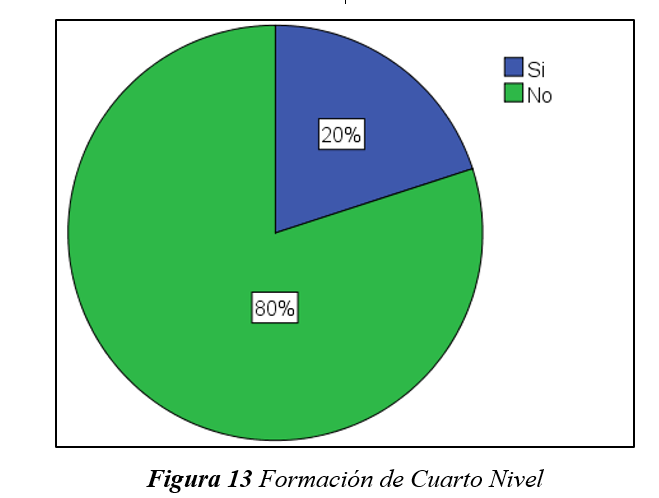 Si
No
20%
80%
Figura 13 Formación de Cuarto Nivel